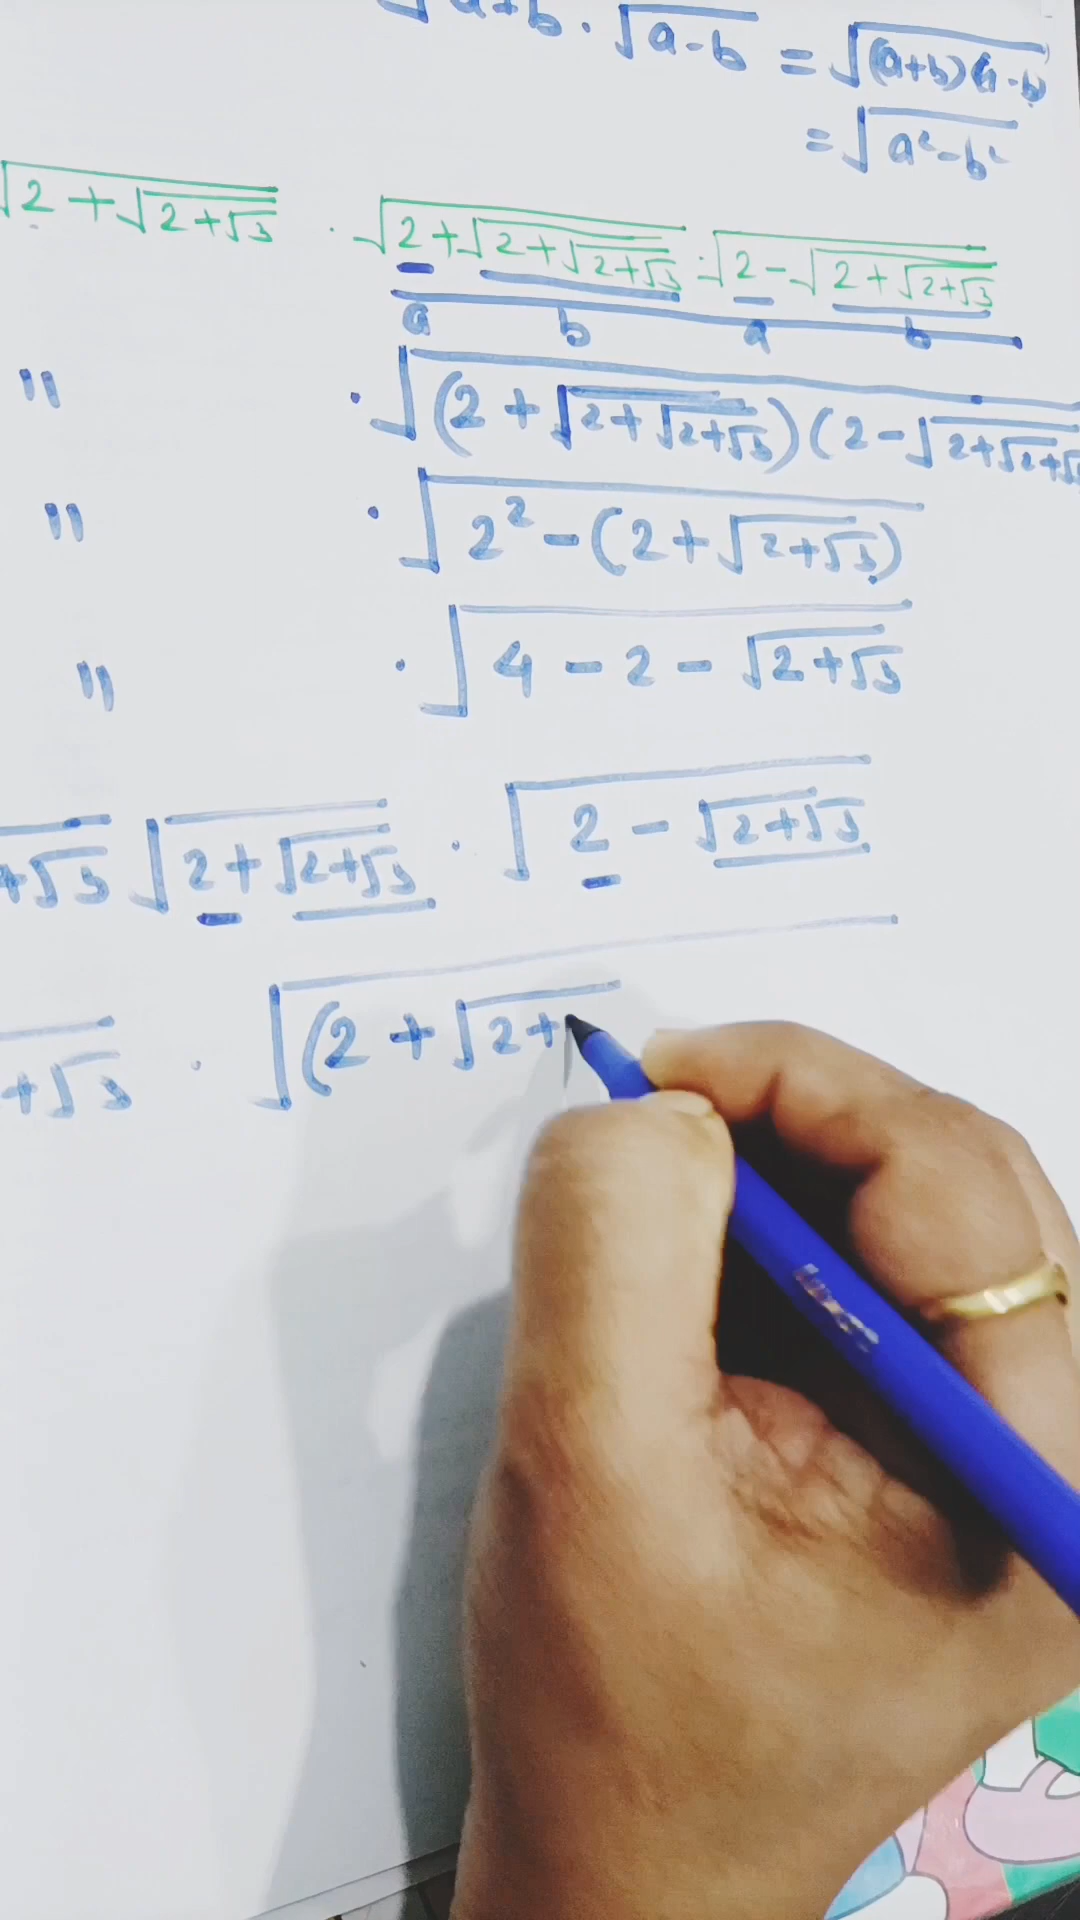 √a+b · √a-b = √(a+b)(a-b)
= √a²-b²
√2+√2+√3 · √2+√2+√2+√3 · √2-√2+√2+√3
a b a b
" · √(2+√2+√2+√3)(2-√2+√2+√3
" · √2²-(2+√2+√3)
" · √4-2-√2+√3
+√3 √2+√2+√3 · √2-√2+√3
+√3 · √(2+√2+